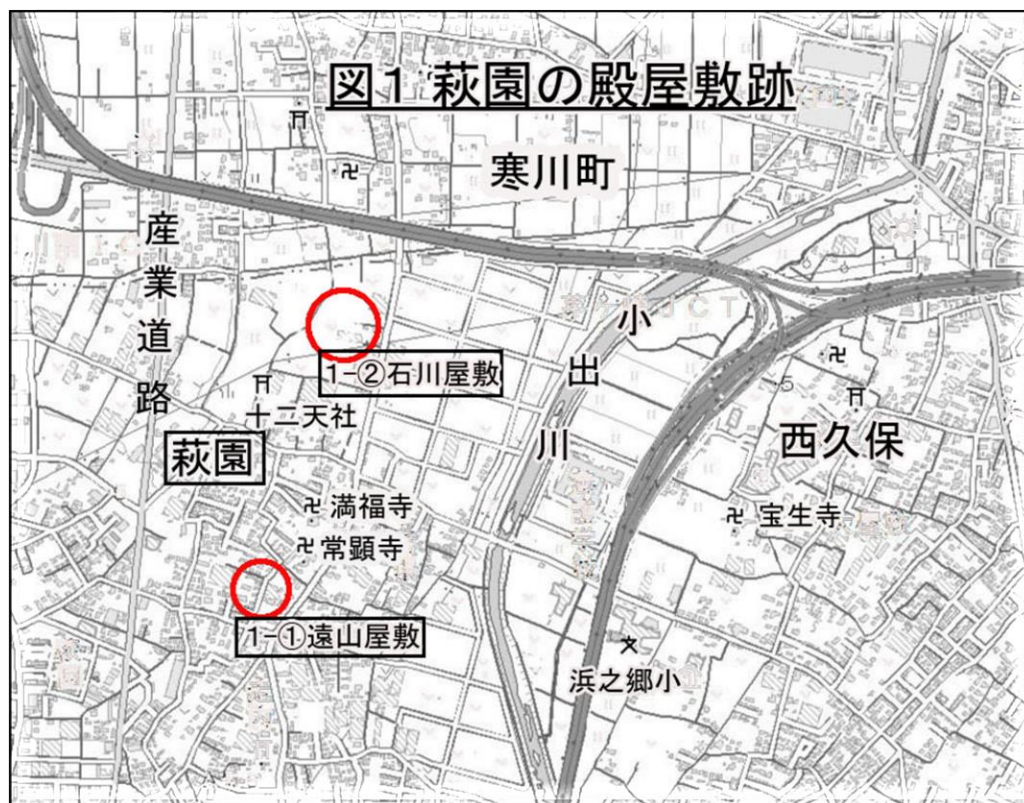 図1 萩園の殿屋敷跡
寒川町
産業道路
小出川
1-②石川屋敷
十二天社
萩園
西久保
満福寺
宝生寺
常顕寺
1-①遠山屋敷
浜之郷小